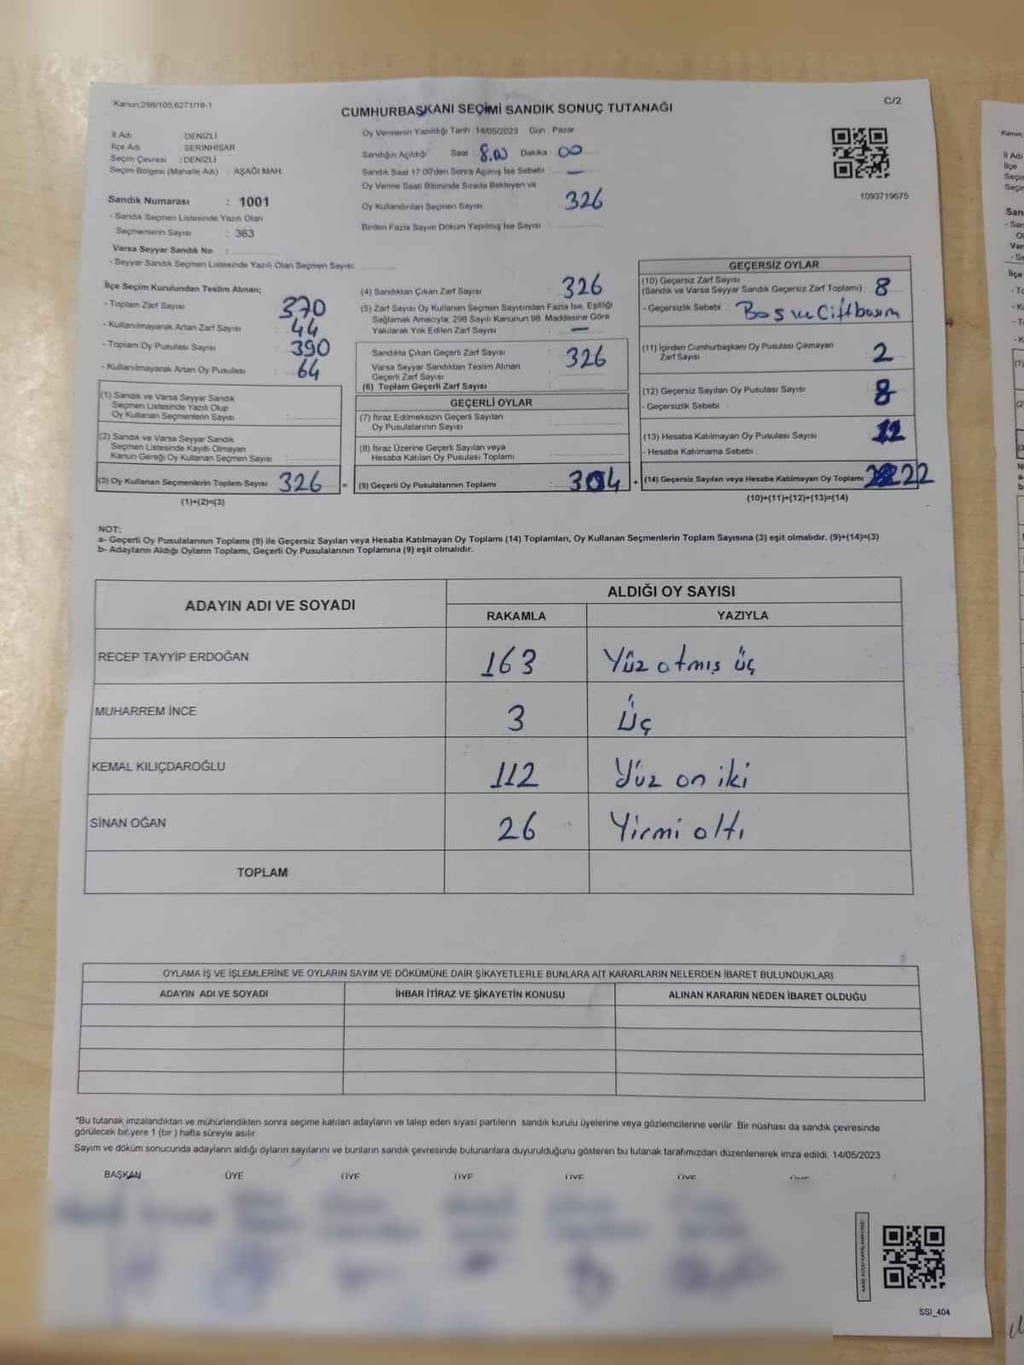 Kanun;298/105;6271/16-1
C/2
CUMHURBAŞKANI SEÇİMİ SANDIK SONUÇ TUTANAĞI
İl Adı DENİZLİ
İlçe Adı SERİNHİSAR
Seçim Çevresi :DENİZLİ
Seçim Bölgesi (Mahalle Adı) : AŞAĞI MAH.
Sandık Numarası : 1001
- Sandık Seçmen Listesinde Yazılı Olan
Seçmenlerin Sayısı : 363
Varsa Seyyar Sandık No :
- Seyyar Sandık Seçmen Listesinde Yazılı Olan Seçmen Sayısı:
Oy Vermenin Yapıldığı Tarih 14/05/2023 Gün : Pazar
Sandığın Açıldığı Saat 8.00 Dakika 00
Sandık Saat 17:00'den Sonra Açılmış İse Sebebi : —
Oy Verme Saati Bitiminde Sırada Bekleyen ve
Oy Kullandırılan Seçmen Sayısı 326
Birden Fazla Sayım Döküm Yapılmış İse Sayısı :
1093719675
İlçe Seçim Kurulundan Teslim Alınan;
- Toplam Zarf Sayısı 370
- Kullanılmayarak Artan Zarf Sayısı 44
- Toplam Oy Pusulası Sayısı 390
- Kullanılmayarak Artan Oy Pusulası 64
(1) Sandık ve Varsa Seyyar Sandık
Seçmen Listesinde Yazılı Olup
Oy Kullanan Seçmenlerin Sayısı
(2) Sandık ve Varsa Seyyar Sandık
Seçmen Listesinde Kayıtlı Olmayan
Kanun Gereği Oy Kullanan Seçmen Sayısı :
(3) Oy Kullanan Seçmenlerin Toplam Sayısı 326
(1)+(2)=(3)
(4) Sandıktan Çıkan Zarf Sayısı 326
(5) Zarf Sayısı Oy Kullanan Seçmen Sayısından Fazla İse, Eşitliği
Sağlamak Amacıyla; 298 Sayılı Kanunun 98. Maddesine Göre
Yakılarak Yok Edilen Zarf Sayısı : —
Sandıkta Çıkan Geçerli Zarf Sayısı : 326
Varsa Seyyar Sandıktan Teslim Alınan
Geçerli Zarf Sayısı
(6) Toplam Geçerli Zarf Sayısı :
GEÇERLİ OYLAR
(7) İtiraz Edilmeksizin Geçerli Sayılan
Oy Pusulalarının Sayısı :
(8) İtiraz Üzerine Geçerli Sayılan veya
Hesaba Katılan Oy Pusulası Toplamı :
= (9) Geçerli Oy Pusulalarının Toplamı : 304
GEÇERSİZ OYLAR
(10) Geçersiz Zarf Sayısı
(Sandık ve Varsa Seyyar Sandık Geçersiz Zarf Toplamı) : 8
- Geçersizlik Sebebi : Boş ve Çift basım
(11) İçinden Cumhurbaşkanı Oy Pusulası Çıkmayan
Zarf Sayısı 2
(12) Geçersiz Sayılan Oy Pusulası Sayısı 8
- Geçersizlik Sebebi :
(13) Hesaba Katılmayan Oy Pusulası Sayısı
- Hesaba Katılmama Sebebi :
+ (14) Geçersiz Sayılan veya Hesaba Katılmayan Oy Toplamı 22
(10)+(11)+(12)+(13)=(14)
NOT:
a- Geçerli Oy Pusulalarının Toplamı (9) ile Geçersiz Sayılan veya Hesaba Katılmayan Oy Toplamı (14) Toplamları, Oy Kullanan Seçmenlerin Toplam Sayısına (3) eşit olmalıdır. (9)+(14)=(3)
b- Adayların Aldığı Oyların Toplamı, Geçerli Oy Pusulalarının Toplamına (9) eşit olmalıdır.
ADAYIN ADI VE SOYADI ALDIĞI OY SAYISI
RAKAMLA YAZIYLA
RECEP TAYYİP ERDOĞAN 163 Yüz atmış üç
MUHARREM İNCE 3 Üç
KEMAL KILIÇDAROĞLU 112 Yüz on iki
SİNAN OĞAN 26 Yirmi altı
TOPLAM
OYLAMA İŞ VE İŞLEMLERİNE VE OYLARIN SAYIM VE DÖKÜMÜNE DAİR ŞİKAYETLERLE BUNLARA AİT KARARLARIN NELERDEN İBARET BULUNDUKLARI
ADAYIN ADI VE SOYADI İHBAR İTİRAZ VE ŞİKAYETİN KONUSU ALINAN KARARIN NEDEN İBARET OLDUĞU
*Bu tutanak imzalandıktan ve mühürlendikten sonra seçime katılan adayların ve talep eden siyasi partilerin sandık kurulu üyelerine veya gözlemcilerine verilir. Bir nüshası da sandık çevresinde
görülecek bir yere 1 (bir ) hafta süreyle asılır.
Sayım ve döküm sonucunda adayların aldığı oyların sayılarını ve bunların sandık çevresinde bulunanlara duyurulduğunu gösteren bu tutanak tarafımızdan düzenlenerek imza edildi. 14/05/2023
BAŞKAN ÜYE ÜYE ÜYE ÜYE ÜYE ÜYE
SSI_404